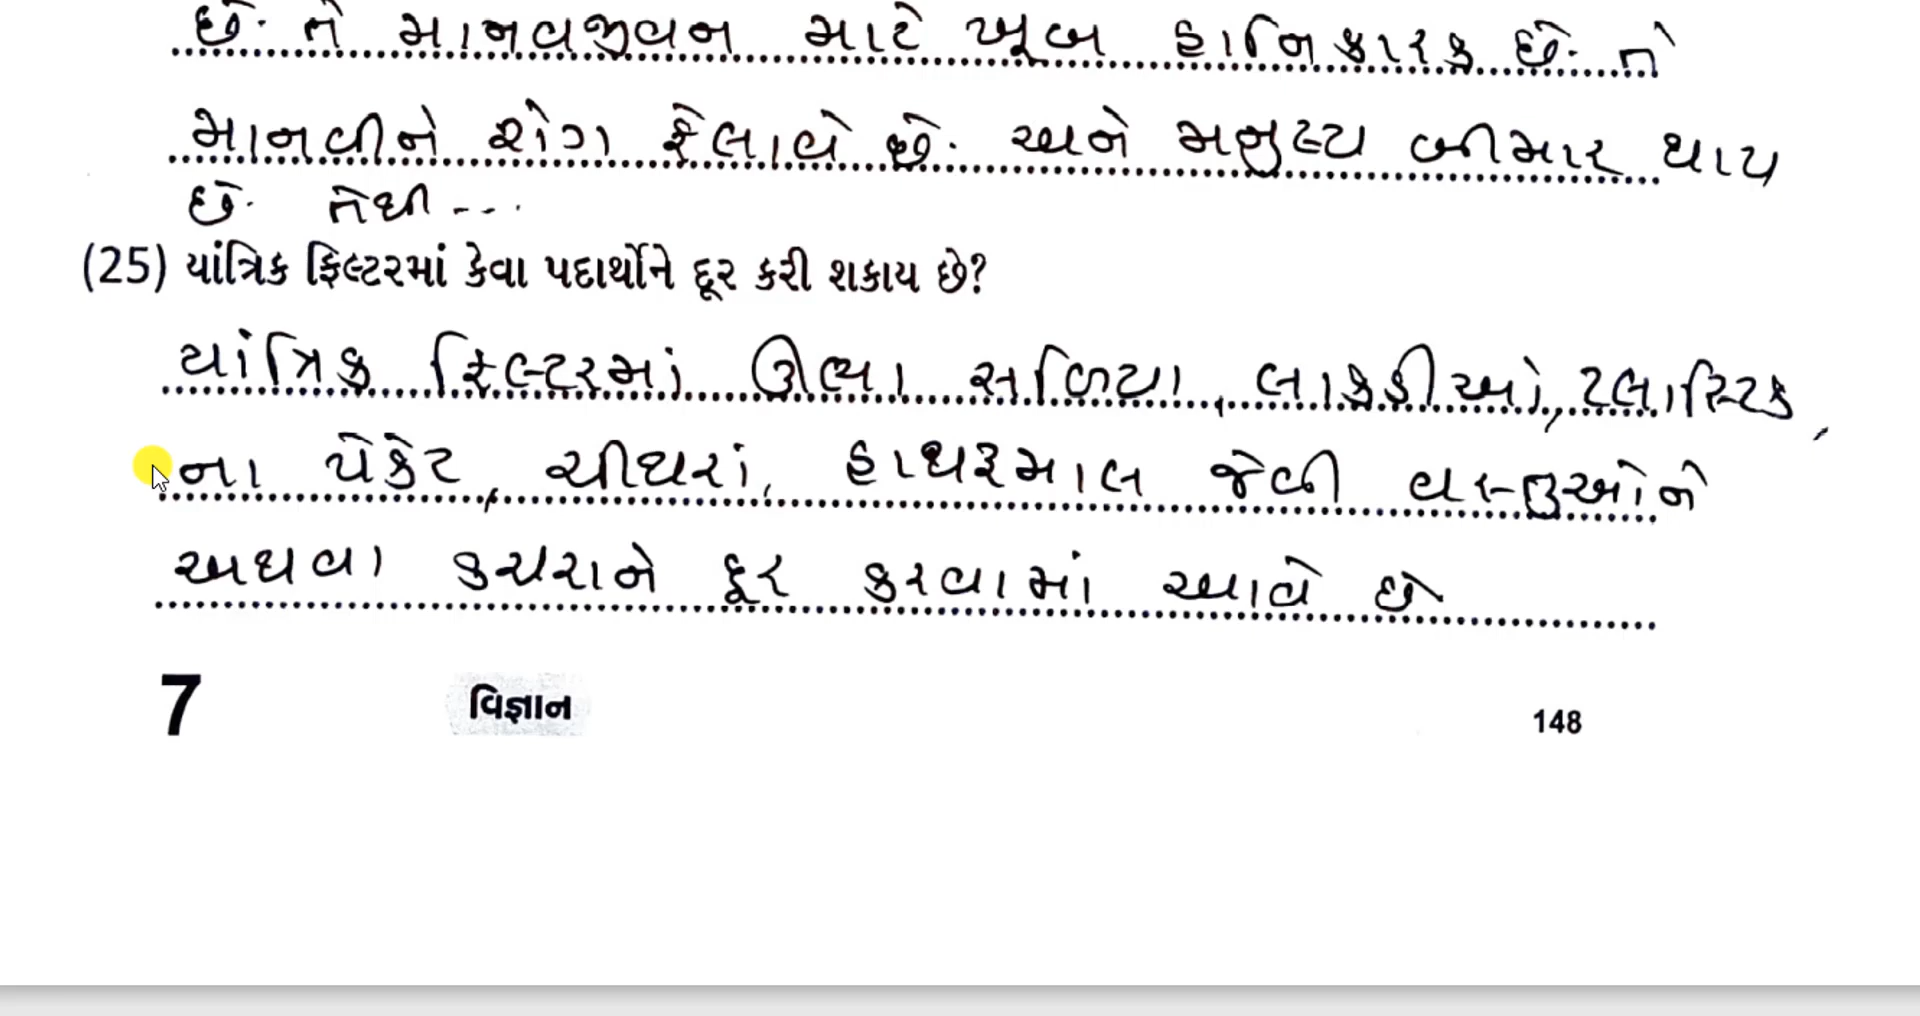 છે. તે માનવજીવન માટે ખૂબ હાનિકારક છે. તે
માનવીને રોગ ફેલાવે છે. અને મનુષ્ય બીમાર થાય
છે. તેથી ---.
(25) યાંત્રિક ફિલ્ટરમાં કેવા પદાર્થોને દૂર કરી શકાય છે?
યાંત્રિક ફિલ્ટરમાં ઊભા સળિયા, લાકડીઓ, પ્લાસ્ટિક,
ના પેકેટ, ચીથરાં, હાથરૂમાલ જેવી વસ્તુઓને
અથવા કચરાને દૂર કરવામાં આવે છે
7 વિજ્ઞાન 148